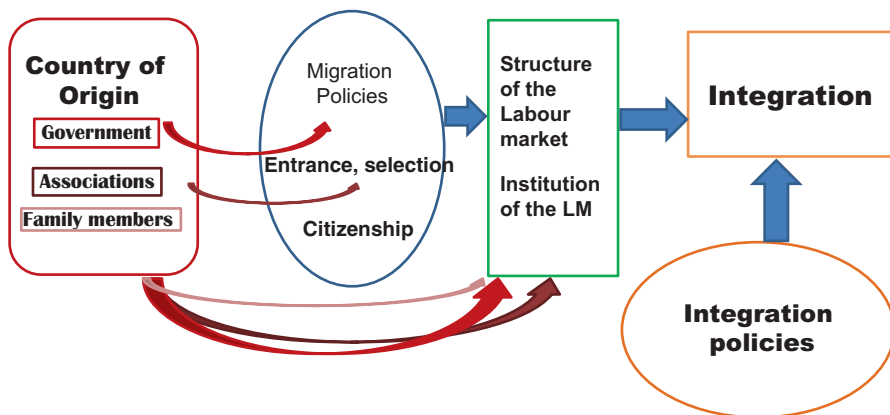 Country of
Origin
Government
Associations
Family members
Migration
Policies
Entrance, selection
Citizenship
Structure
of the
Labour
market
Institution
of the LM
Integration
Integration
policies